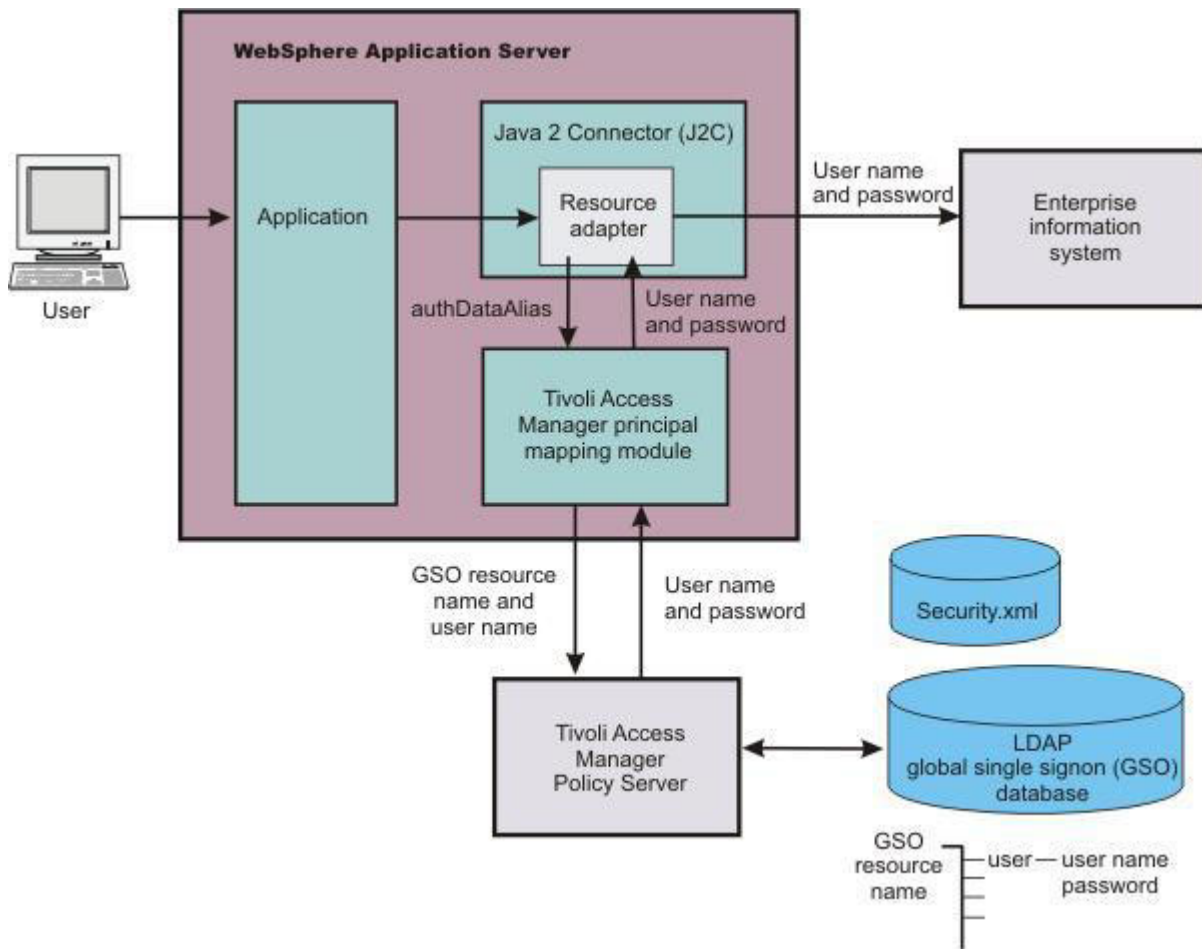 WebSphere Application Server
Java 2 Connector (J2C)
User name
and password
Application
Resource
adapter
Enterprise
information
system
User
authDataAlias
User name
and password
Tivoli Access
Manager principal
mapping module
GSO resource
name and
user name
User name
and password
Security.xml
Tivoli Access
Manager
Policy Server
LDAP
global single signon (GSO)
database
GSO
resource
name
user
user name
password